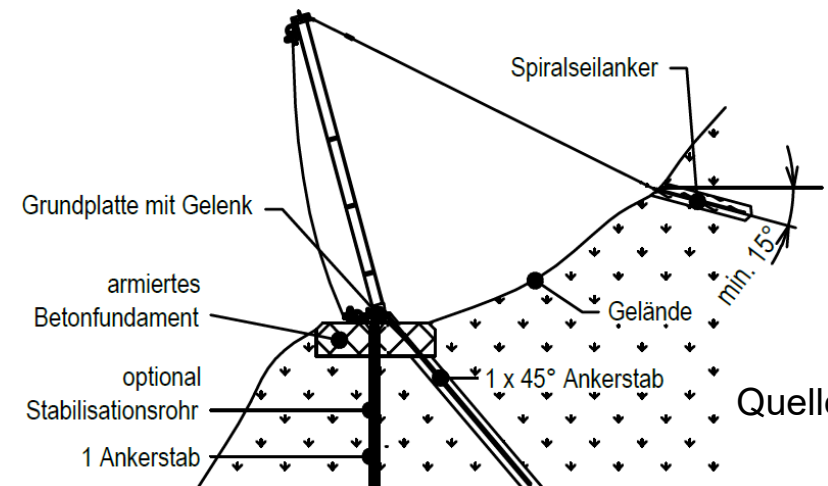 Spiralseilanker
Grundplatte mit Gelenk
armiertes
Betonfundament
min. 15°
Gelände
optional
Stabilisationsrohr
1 x 45° Ankerstab
Quelle
1 Ankerstab